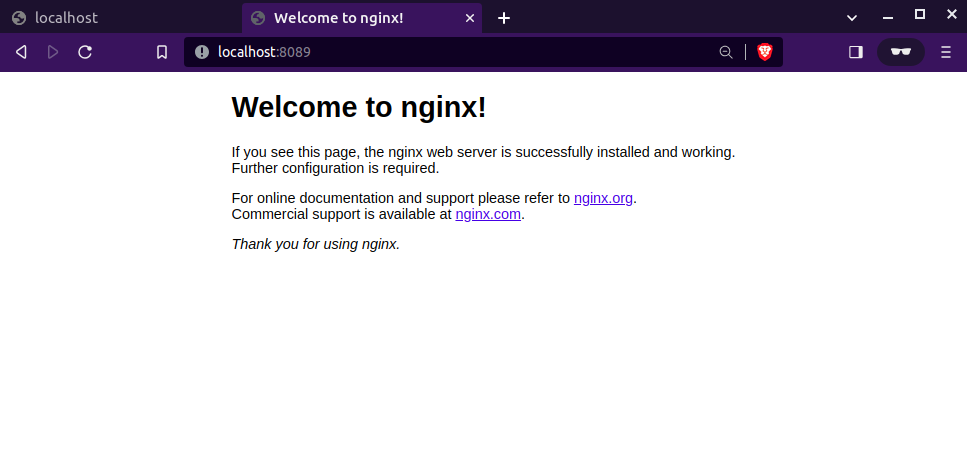 localhost
Welcome to nginx!
localhost:8089
Welcome to nginx!
If you see this page, the nginx web server is successfully installed and working.
Further configuration is required.
For online documentation and support please refer to nginx.org.
Commercial support is available at nginx.com.
Thank you for using nginx.